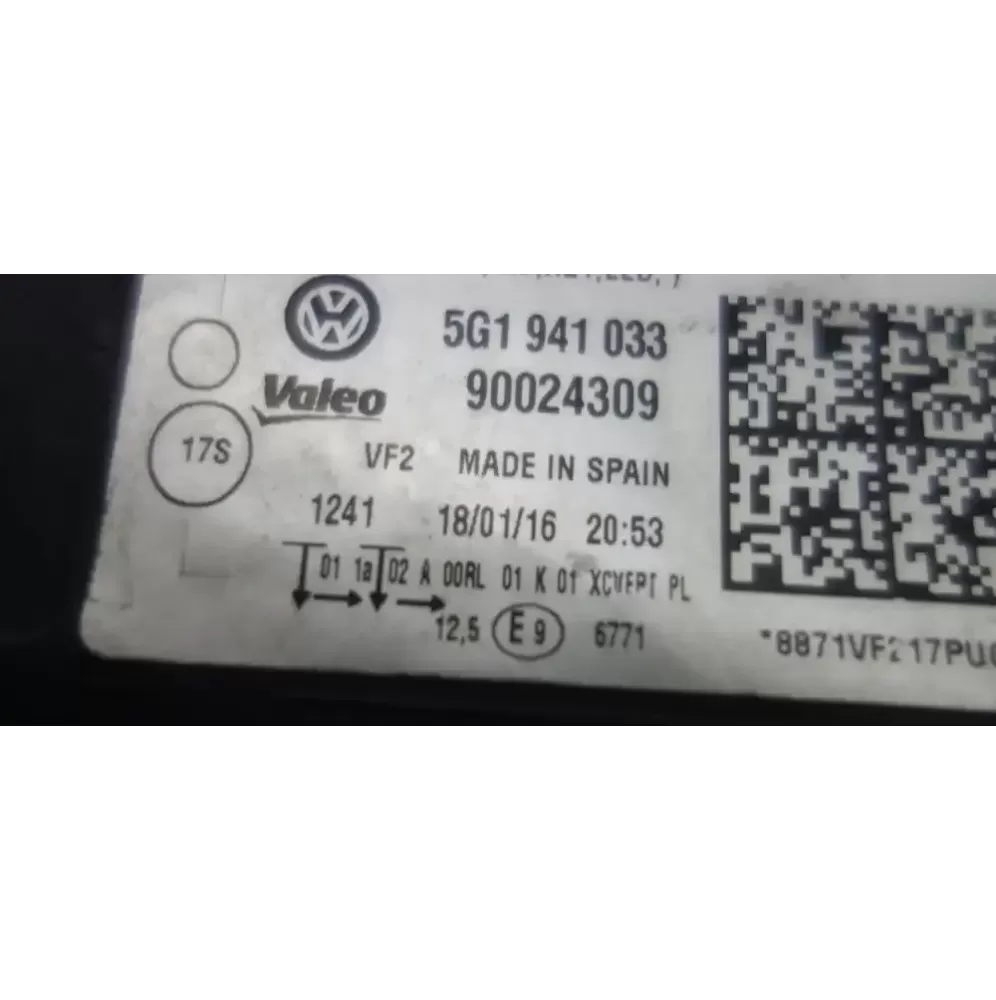 5G1 941 033
Valeo
90024309
17S
VF2 MADE IN SPAIN
1241 18/01/16 20:53
01 1a 02 A 00RL 01 K 01 XCVFPT PL
12,5 E9 6771